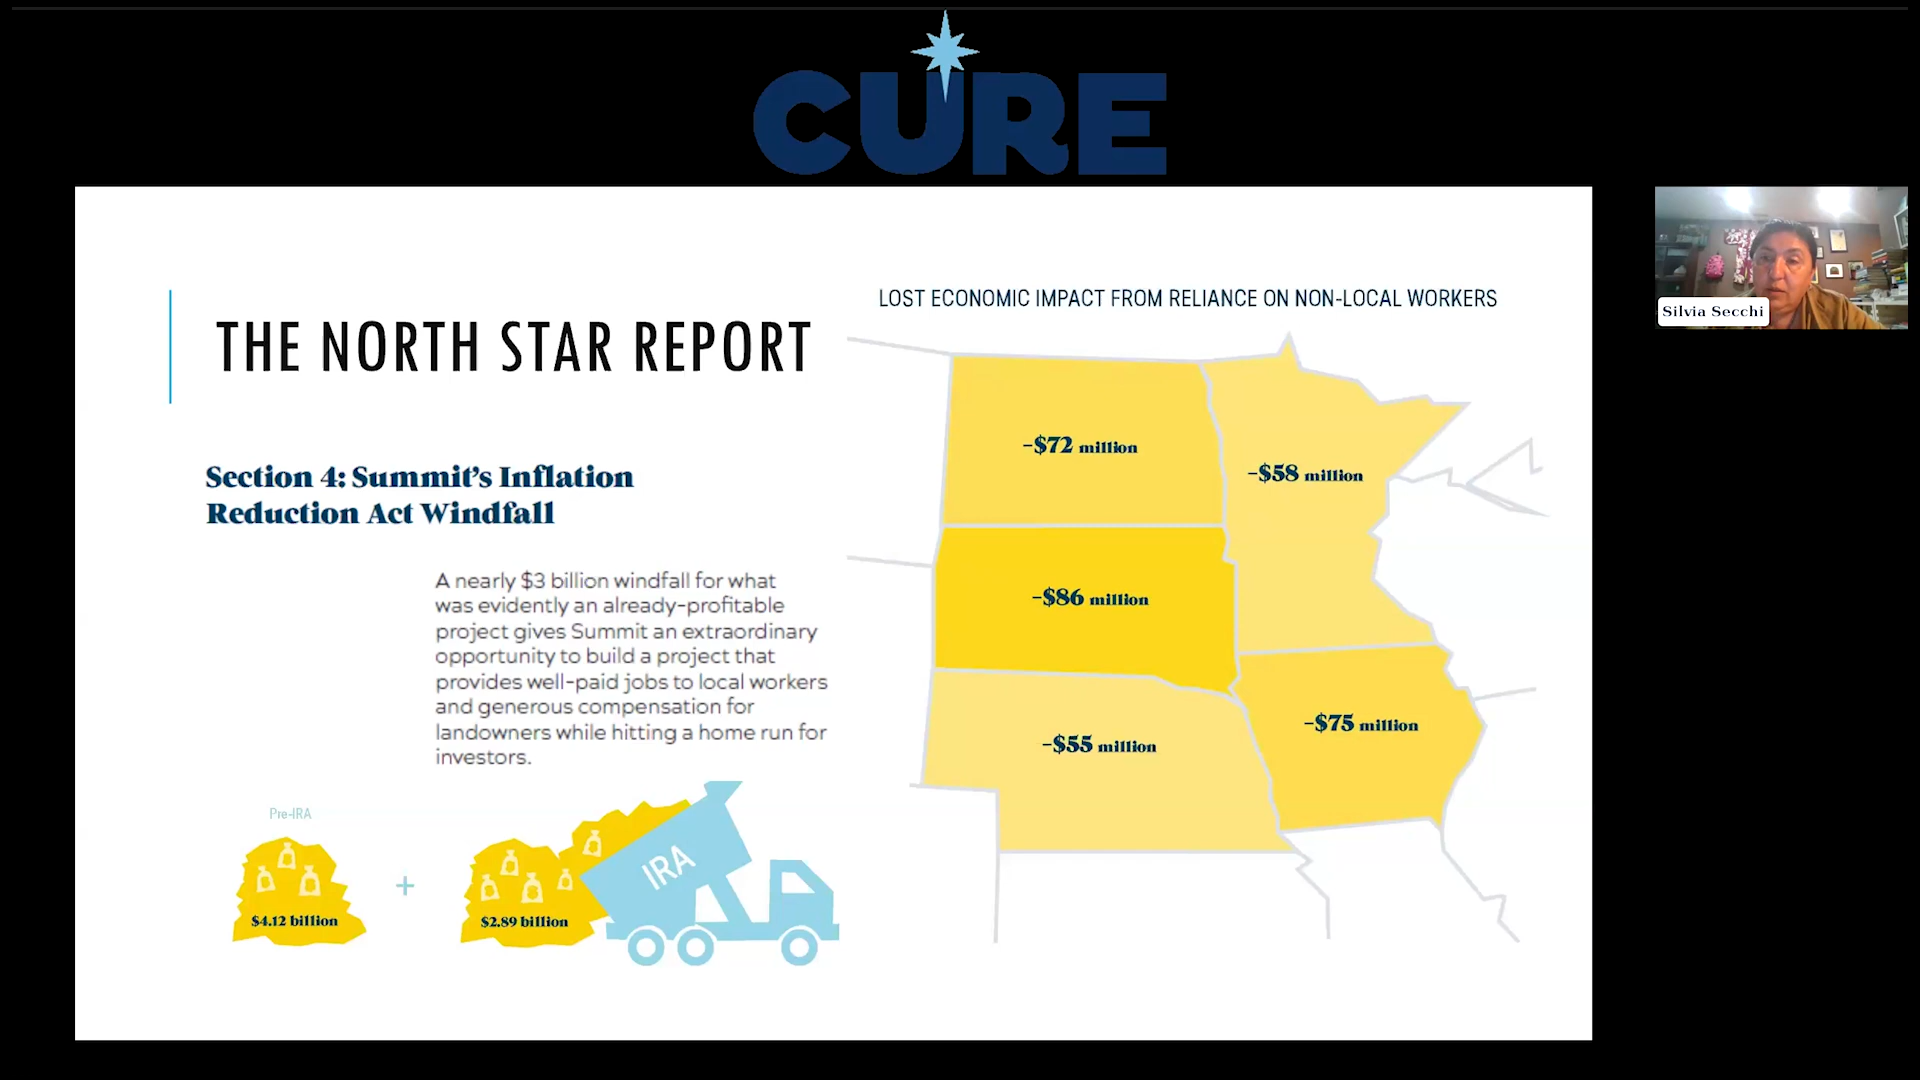 CURE
THE NORTH STAR REPORT
Section 4: Summit's Inflation
Reduction Act Windfall
A nearly $3 billion windfall for what
was evidently an already-profitable
project gives Summit an extraordinary
opportunity to build a project that
provides well-paid jobs to local workers
and generous compensation for
landowners while hitting a home run for
investors.
Pre-IRA
$4.12 billion
+
$2.89 billion
IRA
LOST ECONOMIC IMPACT FROM RELIANCE ON NON-LOCAL WORKERS
-$72 million
-$58 million
-$86 million
-$55 million
-$75 million
Silvia Secchi